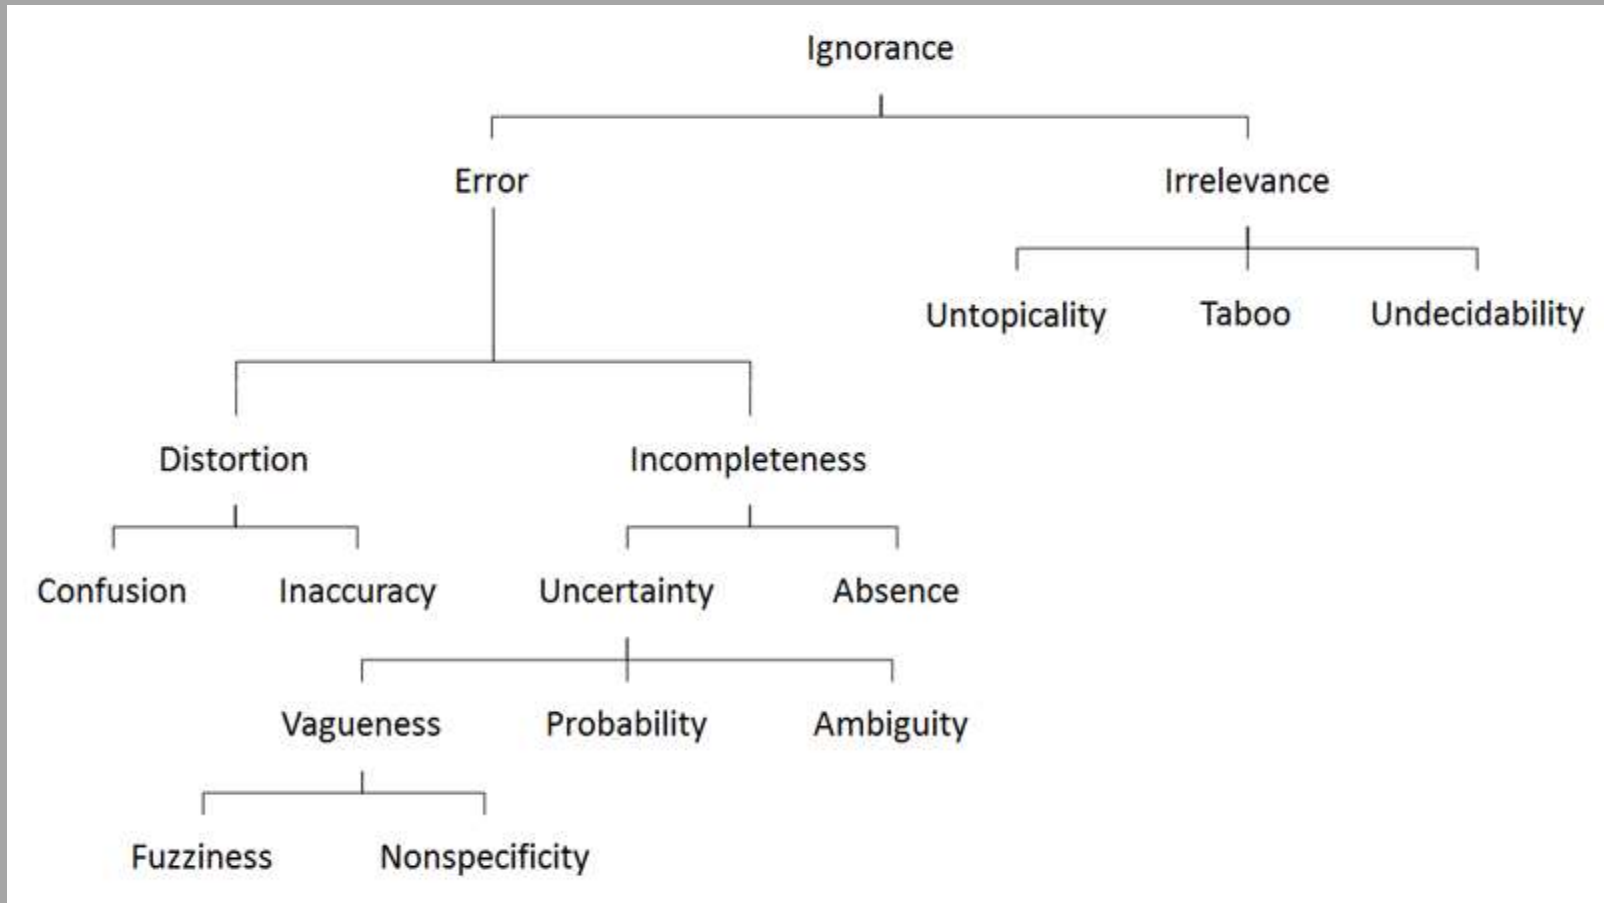 Ignorance
Error Irrelevance
Untopicality Taboo Undecidability
Distortion Incompleteness
Confusion Inaccuracy Uncertainty Absence
Vagueness Probability Ambiguity
Fuzziness Nonspecificity